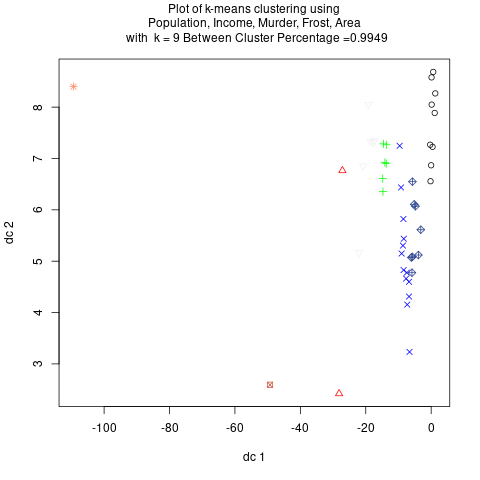 Plot of k-means clustering using
Population, Income, Murder, Frost, Area
with k = 9 Between Cluster Percentage =0.9949
8
7
6
5
4
3
dc 2
-100
-80
-60
-40
-20
0
dc 1